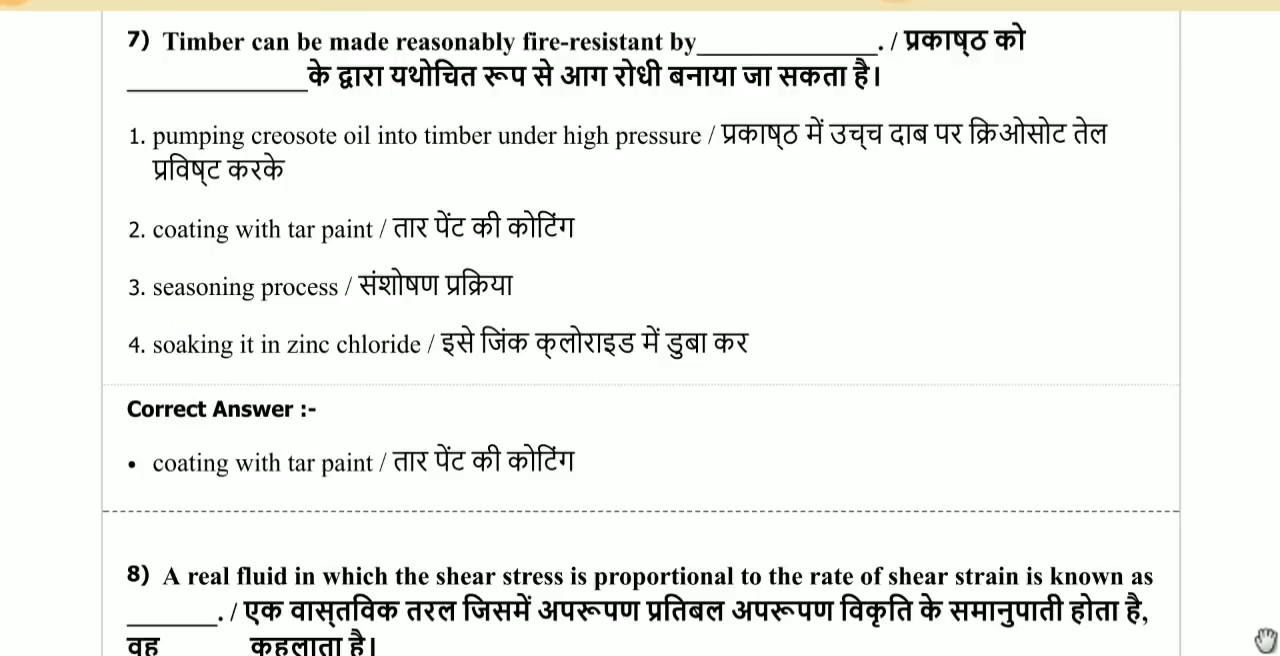 7) Timber can be made reasonably fire-resistant by______________. / प्रकाष्ठ को
______________के द्वारा यथोचित रूप से आग रोधी बनाया जा सकता है।
1. pumping creosote oil into timber under high pressure / प्रकाष्ठ में उच्च दाब पर क्रिओसोट तेल
प्रविष्ट करके
2. coating with tar paint / तार पेंट की कोटिंग
3. seasoning process / संशोषण प्रक्रिया
4. soaking it in zinc chloride / इसे जिंक क्लोराइड में डुबा कर
Correct Answer :-
• coating with tar paint / तार पेंट की कोटिंग
8) A real fluid in which the shear stress is proportional to the rate of shear strain is known as
_______. / एक वास्तविक तरल जिसमें अपरूपण प्रतिबल अपरूपण विकृति के समानुपाती होता है,
वह _______ कहलाता है।